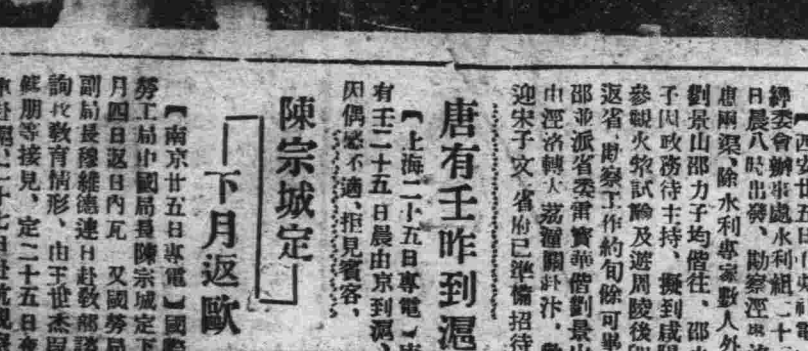 經委會辦事處水利組二十
日晨八時出發、勘察涇
惠兩渠、除水利專家數人外
劉景山邵力子均偕往、邵
子因政務待主持、擬到咸陽
參觀火黎試驗及遊周陵後
返省、勘察工作約旬餘可畢
邵並派省委雷寶華偕劉景山
由涇洛轉大荔潼關赴汴、
迎宋子文、省府已準備招待
唐有壬昨到滬
【上海二十五日專電】唐
有壬二十五日晨由京到滬、
因偶感不適、拒見賓客、
陳宗城定
下月返歐
【南京廿五日專電】國際
勞工局中國局長陳宗城定下
月四日返日內瓦 又國勞局
副局長穆維德連日赴敎部諮
詢我敎育情形、由王世杰
等接見、定二十五日夜